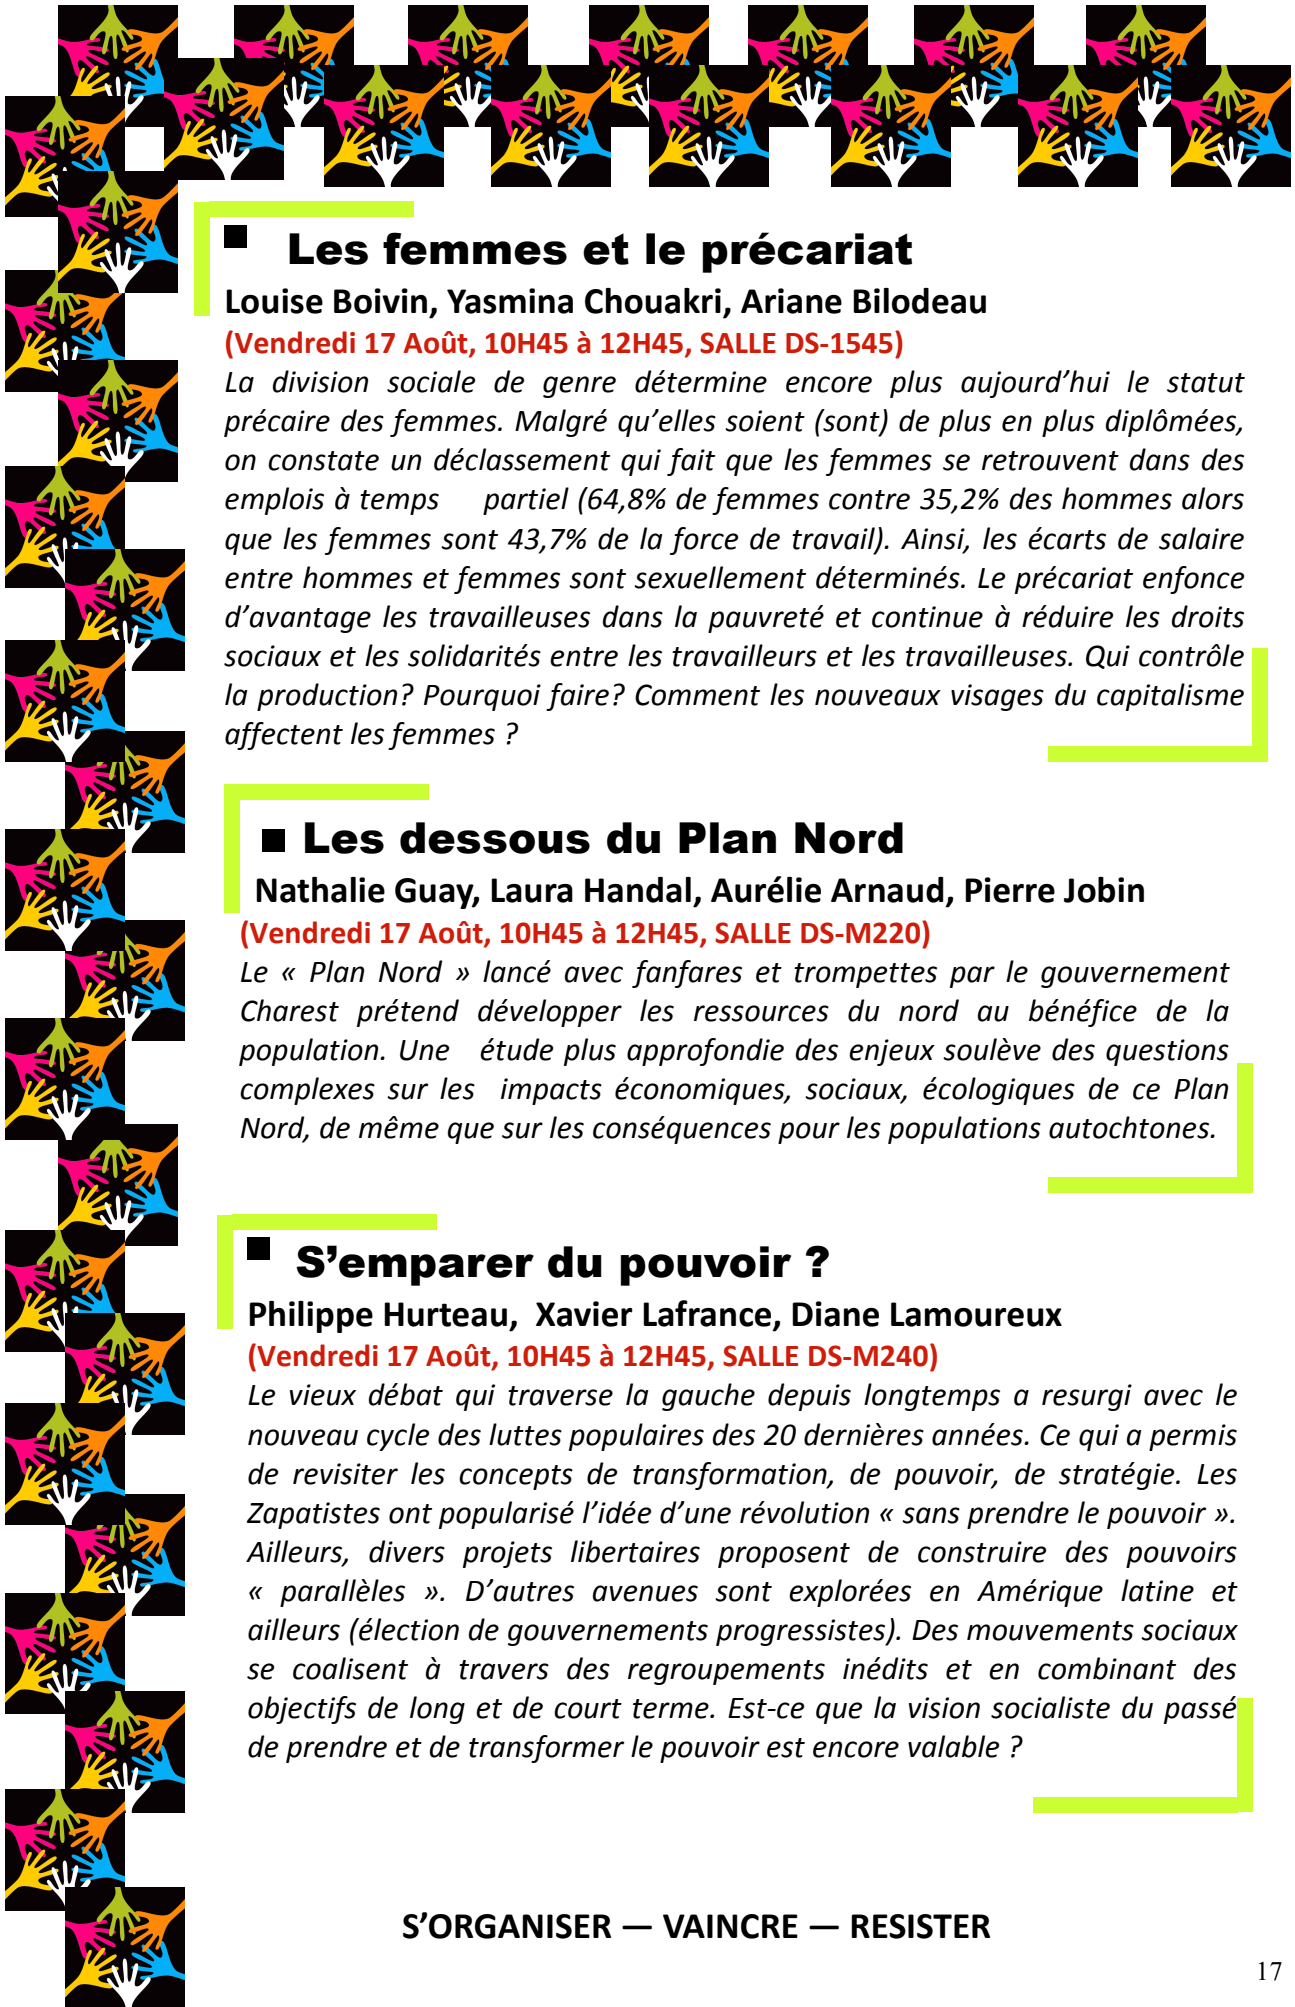 Les femmes et le précariat
Louise Boivin, Yasmina Chouakri, Ariane Bilodeau
(Vendredi 17 Août, 10H45 à 12H45, SALLE DS-1545)
La division sociale de genre détermine encore plus aujourd’hui le statut
précaire des femmes. Malgré qu’elles soient (sont) de plus en plus diplômées,
on constate un déclassement qui fait que les femmes se retrouvent dans des
emplois à temps partiel (64,8% de femmes contre 35,2% des hommes alors
que les femmes sont 43,7% de la force de travail). Ainsi, les écarts de salaire
entre hommes et femmes sont sexuellement déterminés. Le précariat enfonce
d’avantage les travailleuses dans la pauvreté et continue à réduire les droits
sociaux et les solidarités entre les travailleurs et les travailleuses. Qui contrôle
la production? Pourquoi faire? Comment les nouveaux visages du capitalisme
affectent les femmes ?
Les dessous du Plan Nord
Nathalie Guay, Laura Handal, Aurélie Arnaud, Pierre Jobin
(Vendredi 17 Août, 10H45 à 12H45, SALLE DS-M220)
Le « Plan Nord » lancé avec fanfares et trompettes par le gouvernement
Charest prétend développer les ressources du nord au bénéfice de la
population. Une étude plus approfondie des enjeux soulève des questions
complexes sur les impacts économiques, sociaux, écologiques de ce Plan
Nord, de même que sur les conséquences pour les populations autochtones.
S’emparer du pouvoir ?
Philippe Hurteau, Xavier Lafrance, Diane Lamoureux
(Vendredi 17 Août, 10H45 à 12H45, SALLE DS-M240)
Le vieux débat qui traverse la gauche depuis longtemps a resurgi avec le
nouveau cycle des luttes populaires des 20 dernières années. Ce qui a permis
de revisiter les concepts de transformation, de pouvoir, de stratégie. Les
Zapatistes ont popularisé l’idée d’une révolution « sans prendre le pouvoir ».
Ailleurs, divers projets libertaires proposent de construire des pouvoirs
« parallèles ». D’autres avenues sont explorées en Amérique latine et
ailleurs (élection de gouvernements progressistes). Des mouvements sociaux
se coalisent à travers des regroupements inédits et en combinant des
objectifs de long et de court terme. Est-ce que la vision socialiste du passé
de prendre et de transformer le pouvoir est encore valable ?
S’ORGANISER — VAINCRE — RESISTER
17